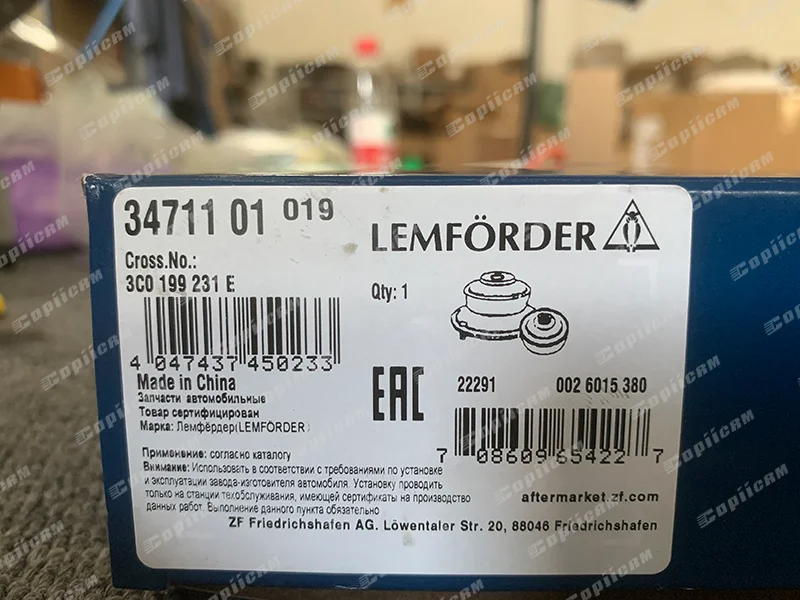 34711 01 019
LEMFÖRDER
Cross.No.:
3C0 199 231 E
Qty: 1
4 047437 450233
Made in China
Запчасти автомобильные
Товар сертифицирован
Марка: Лемфёрдер(LEMFÖRDER)
EAC
22291 002 6015 380
7 08609 65422 7
Применение: согласно каталогу
Внимание: Использовать в соответствии с требованиями по установке
и эксплуатации завода-изготовителя автомобиля. Установку проводить
только на станции техобслуживания, имеющей сертификаты на производство
данных работ. Выполнение данного пункта обязательно
aftermarket.zf.com
ZF Friedrichshafen AG. Löwentaler Str. 20, 88046 Friedrichshafen
Copiicam